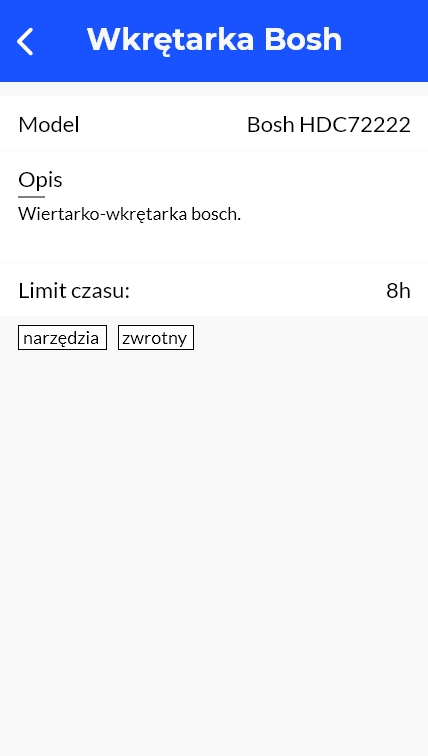 Wkrętarka Bosh
Model Bosh HDC72222
Opis
Wiertarko-wkrętarka bosch.
Limit czasu: 8h
narzędzia zwrotny